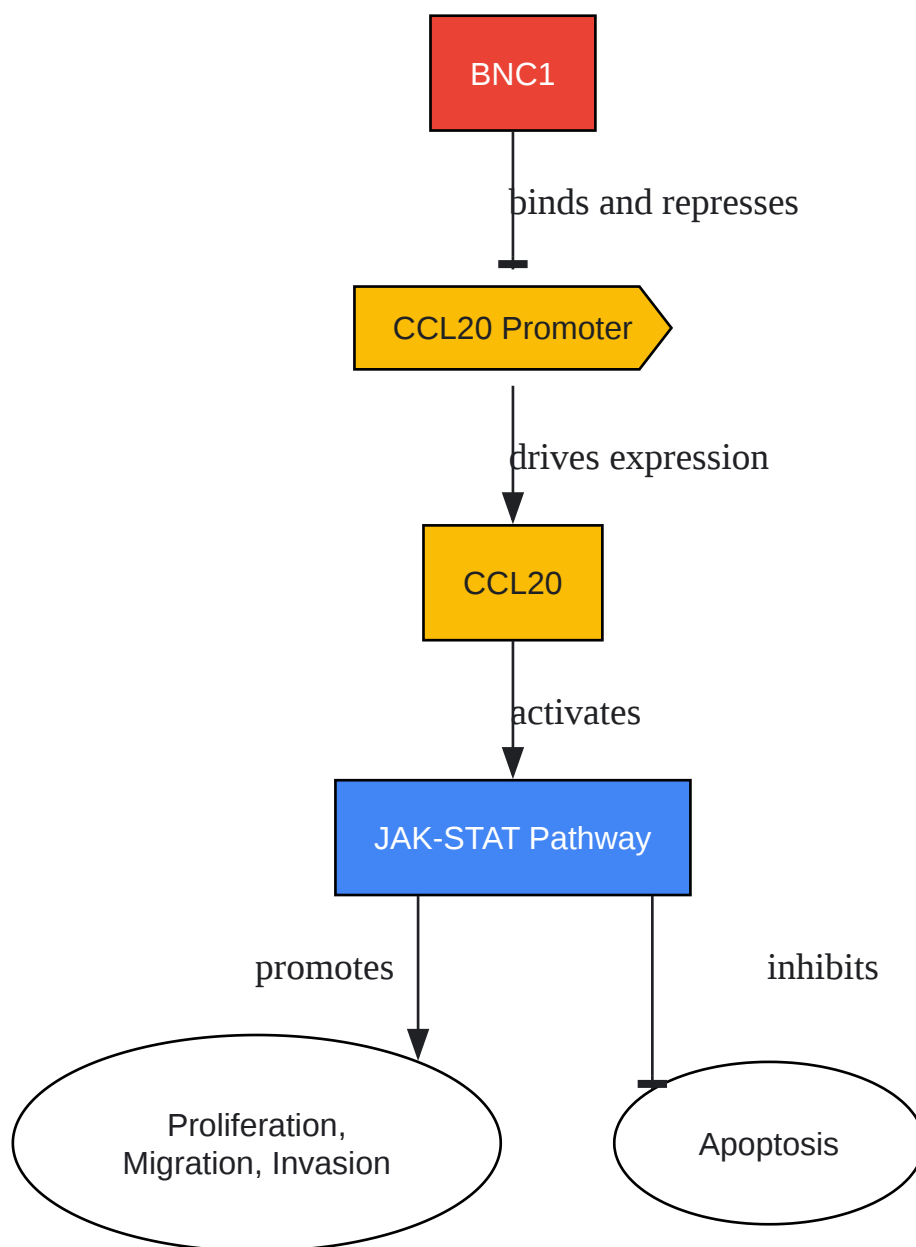 BNC1
binds and represses
CCL20 Promoter
drives expression
CCL20
activates
JAK-STAT Pathway
promotes
inhibits
Proliferation,
Migration, Invasion
Apoptosis